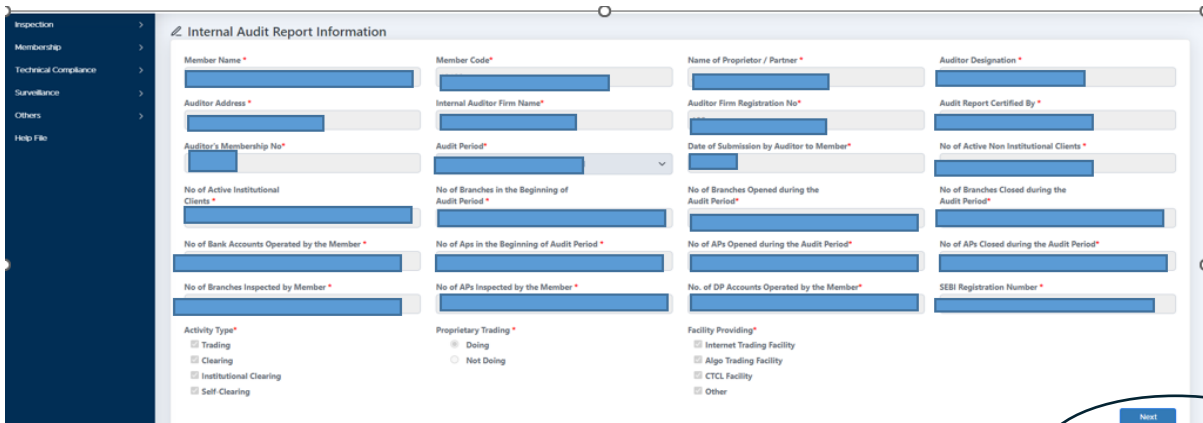 Inspection
Membership
Technical Compliance
Surveillance
Others
Help File
Internal Audit Report Information
Member Name *
Member Code*
Name of Proprietor / Partner *
Auditor Designation *
Auditor Address *
Internal Auditor Firm Name*
Auditor Firm Registration No*
Audit Report Certified By *
Auditor's Membership No*
Audit Period*
Date of Submission by Auditor to Member*
No of Active Non Institutional Clients *
No of Active Institutional
Clients *
No of Branches in the Beginning of
Audit Period *
No of Branches Opened during the
Audit Period*
No of Branches Closed during the
Audit Period*
No of Bank Accounts Operated by the Member *
No of Aps in the Beginning of Audit Period *
No of APs Opened during the Audit Period*
No of APs Closed during the Audit Period*
No of Branches Inspected by Member *
No of APs Inspected by the Member *
No. of DP Accounts Operated by the Member*
SEBI Registration Number *
Activity Type*
Trading
Clearing
Institutional Clearing
Self-Clearing
Proprietary Trading *
Doing
Not Doing
Facility Providing*
Internet Trading Facility
Algo Trading Facility
CTCL Facility
Other
Next